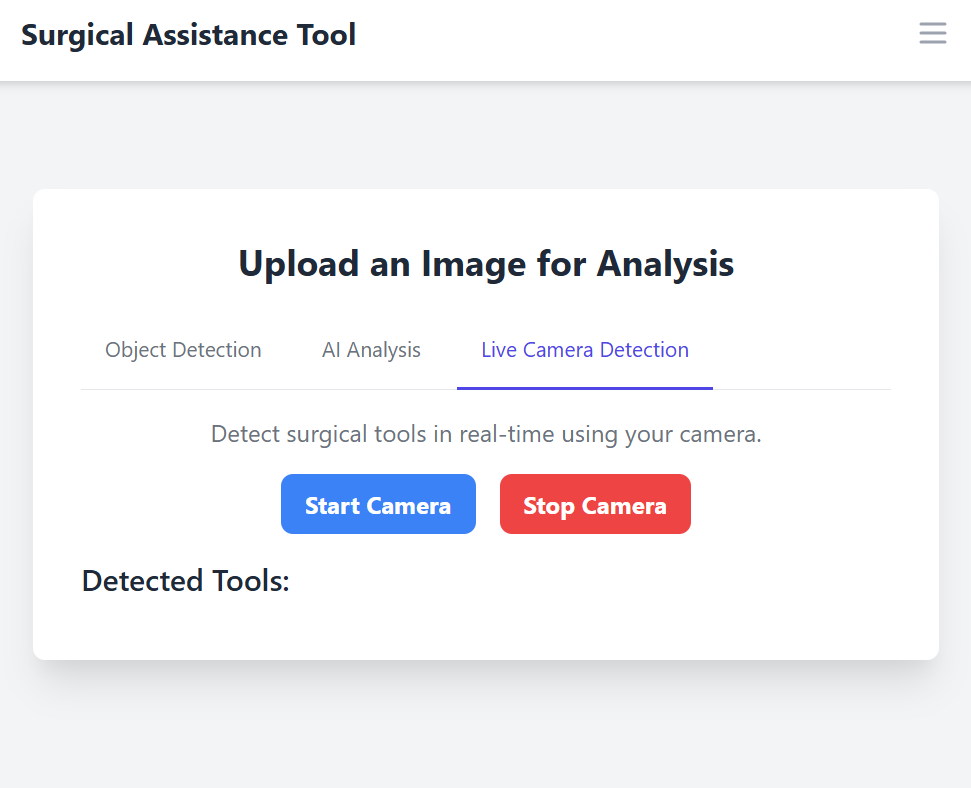 Surgical Assistance Tool
Upload an Image for Analysis
Object Detection
AI Analysis
Live Camera Detection
Detect surgical tools in real-time using your camera.
Start Camera
Stop Camera
Detected Tools: